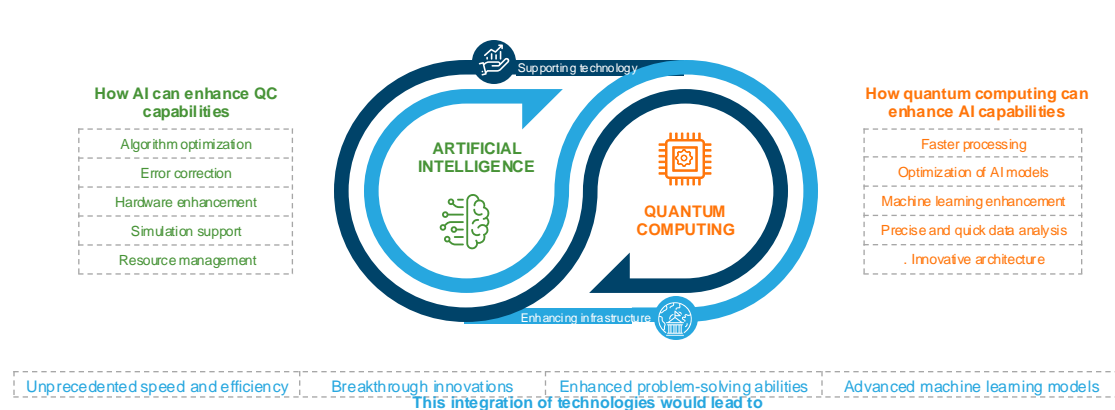 Supporting technology
How AI can enhance QC
capabilities
Algorithm optimization
Error correction
Hardware enhancement
Simulation support
Resource management
ARTIFICIAL
INTELLIGENCE
QUANTUM
COMPUTING
How quantum computing can
enhance AI capabilities
Faster processing
Optimization of AI models
Machine learning enhancement
Precise and quick data analysis
. Innovative architecture
Enhancing infrastructure
Unprecedented speed and efficiency
Breakthrough innovations
Enhanced problem-solving abilities
Advanced machine learning models
This integration of technologies would lead to